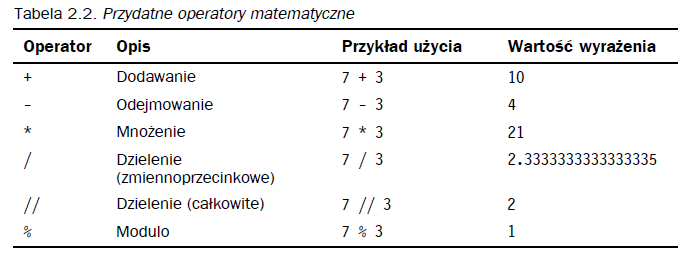 Tabela 2.2. Przydatne operatory matematyczne
Operator Opis Przykład użycia Wartość wyrażenia
+ Dodawanie 7 + 3 10
- Odejmowanie 7 - 3 4
* Mnożenie 7 * 3 21
/ Dzielenie 7 / 3 2.3333333333333335
(zmiennoprzecinkowe)
// Dzielenie (całkowite) 7 // 3 2
% Modulo 7 % 3 1